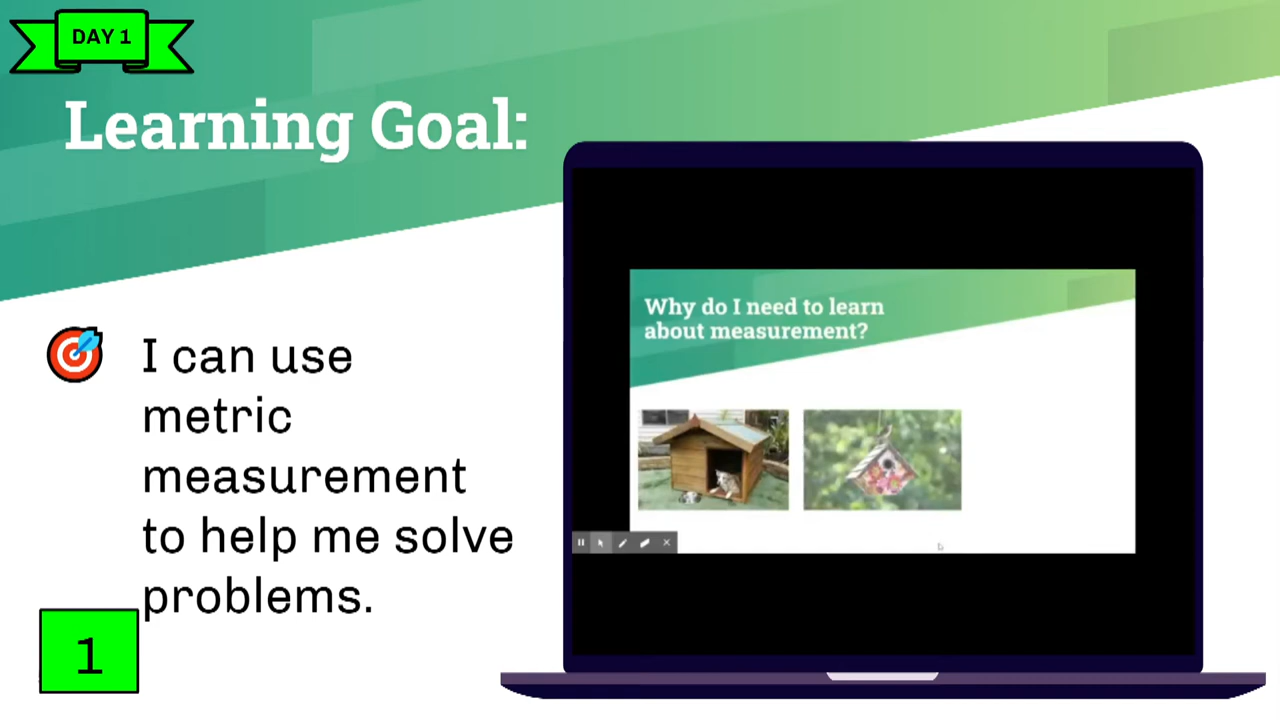 DAY 1
Learning Goal:
I can use
metric
measurement
to help me solve
problems.
1
Why do I need to learn
about measurement?